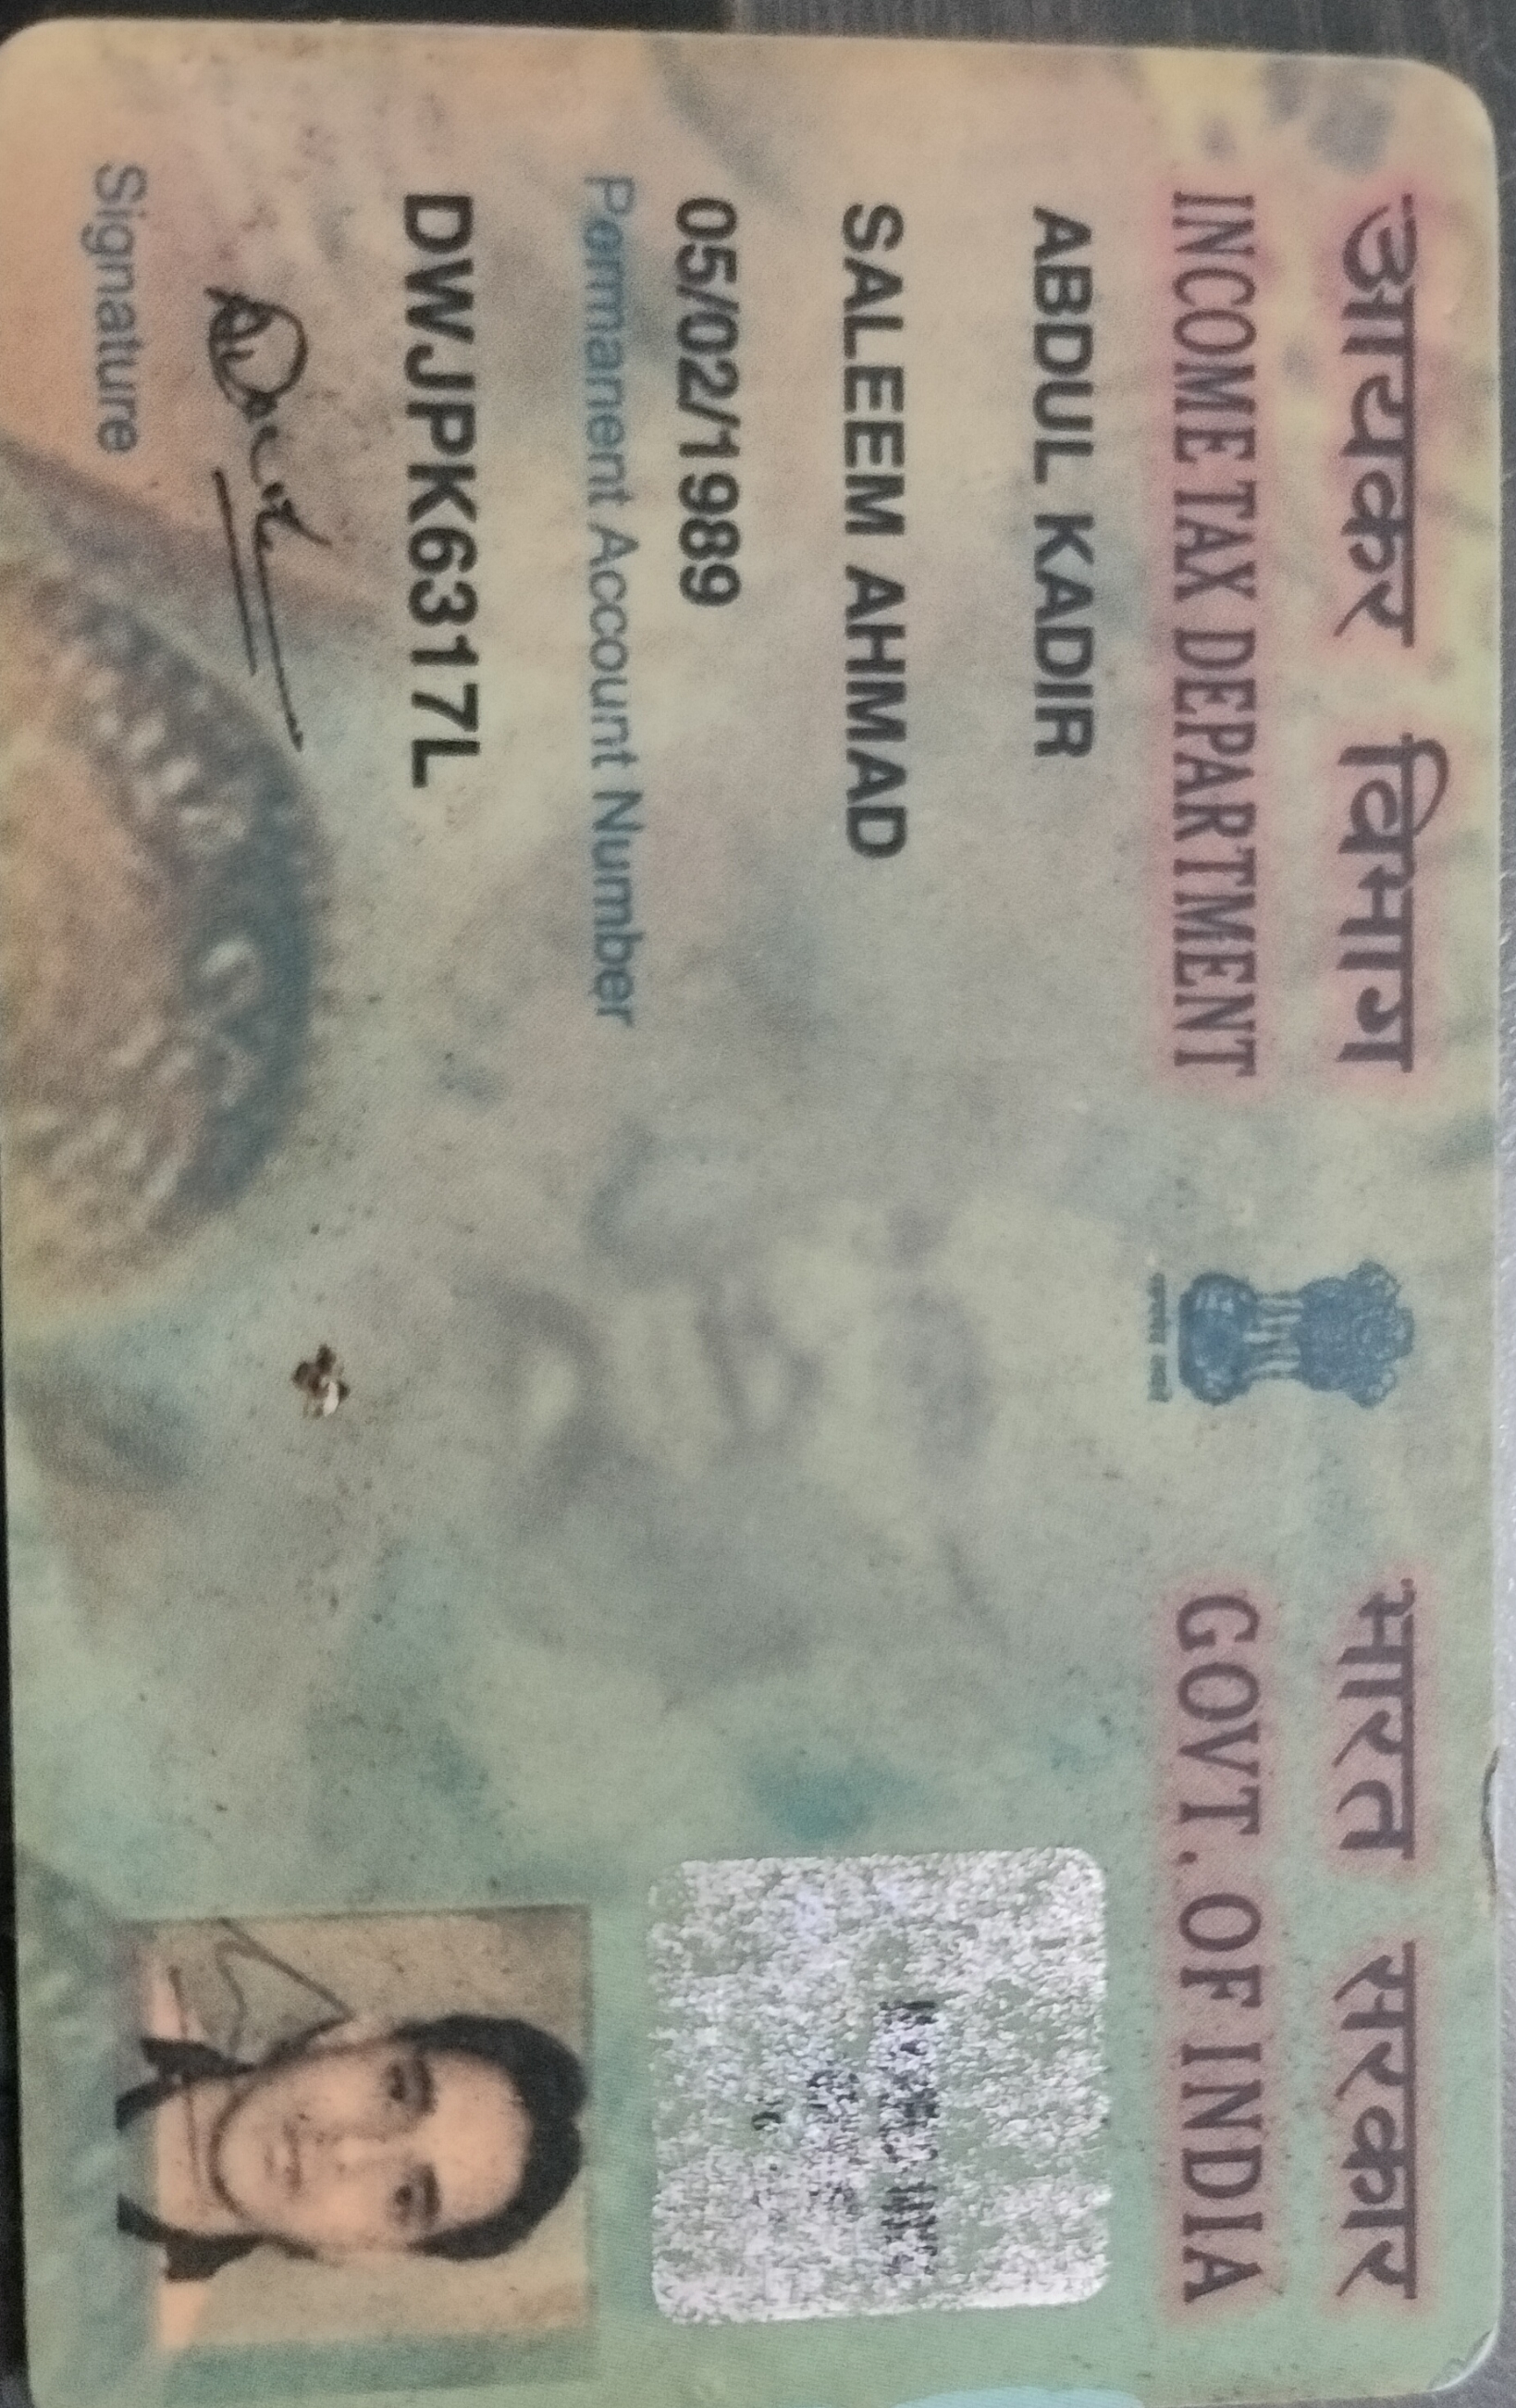 आयकर विभाग
INCOME TAX DEPARTMENT
भारत सरकार
GOVT. OF INDIA
ABDUL KADIR
SALEEM AHMAD
05/02/1989
Permanent Account Number
DWJPK6317L
Signature